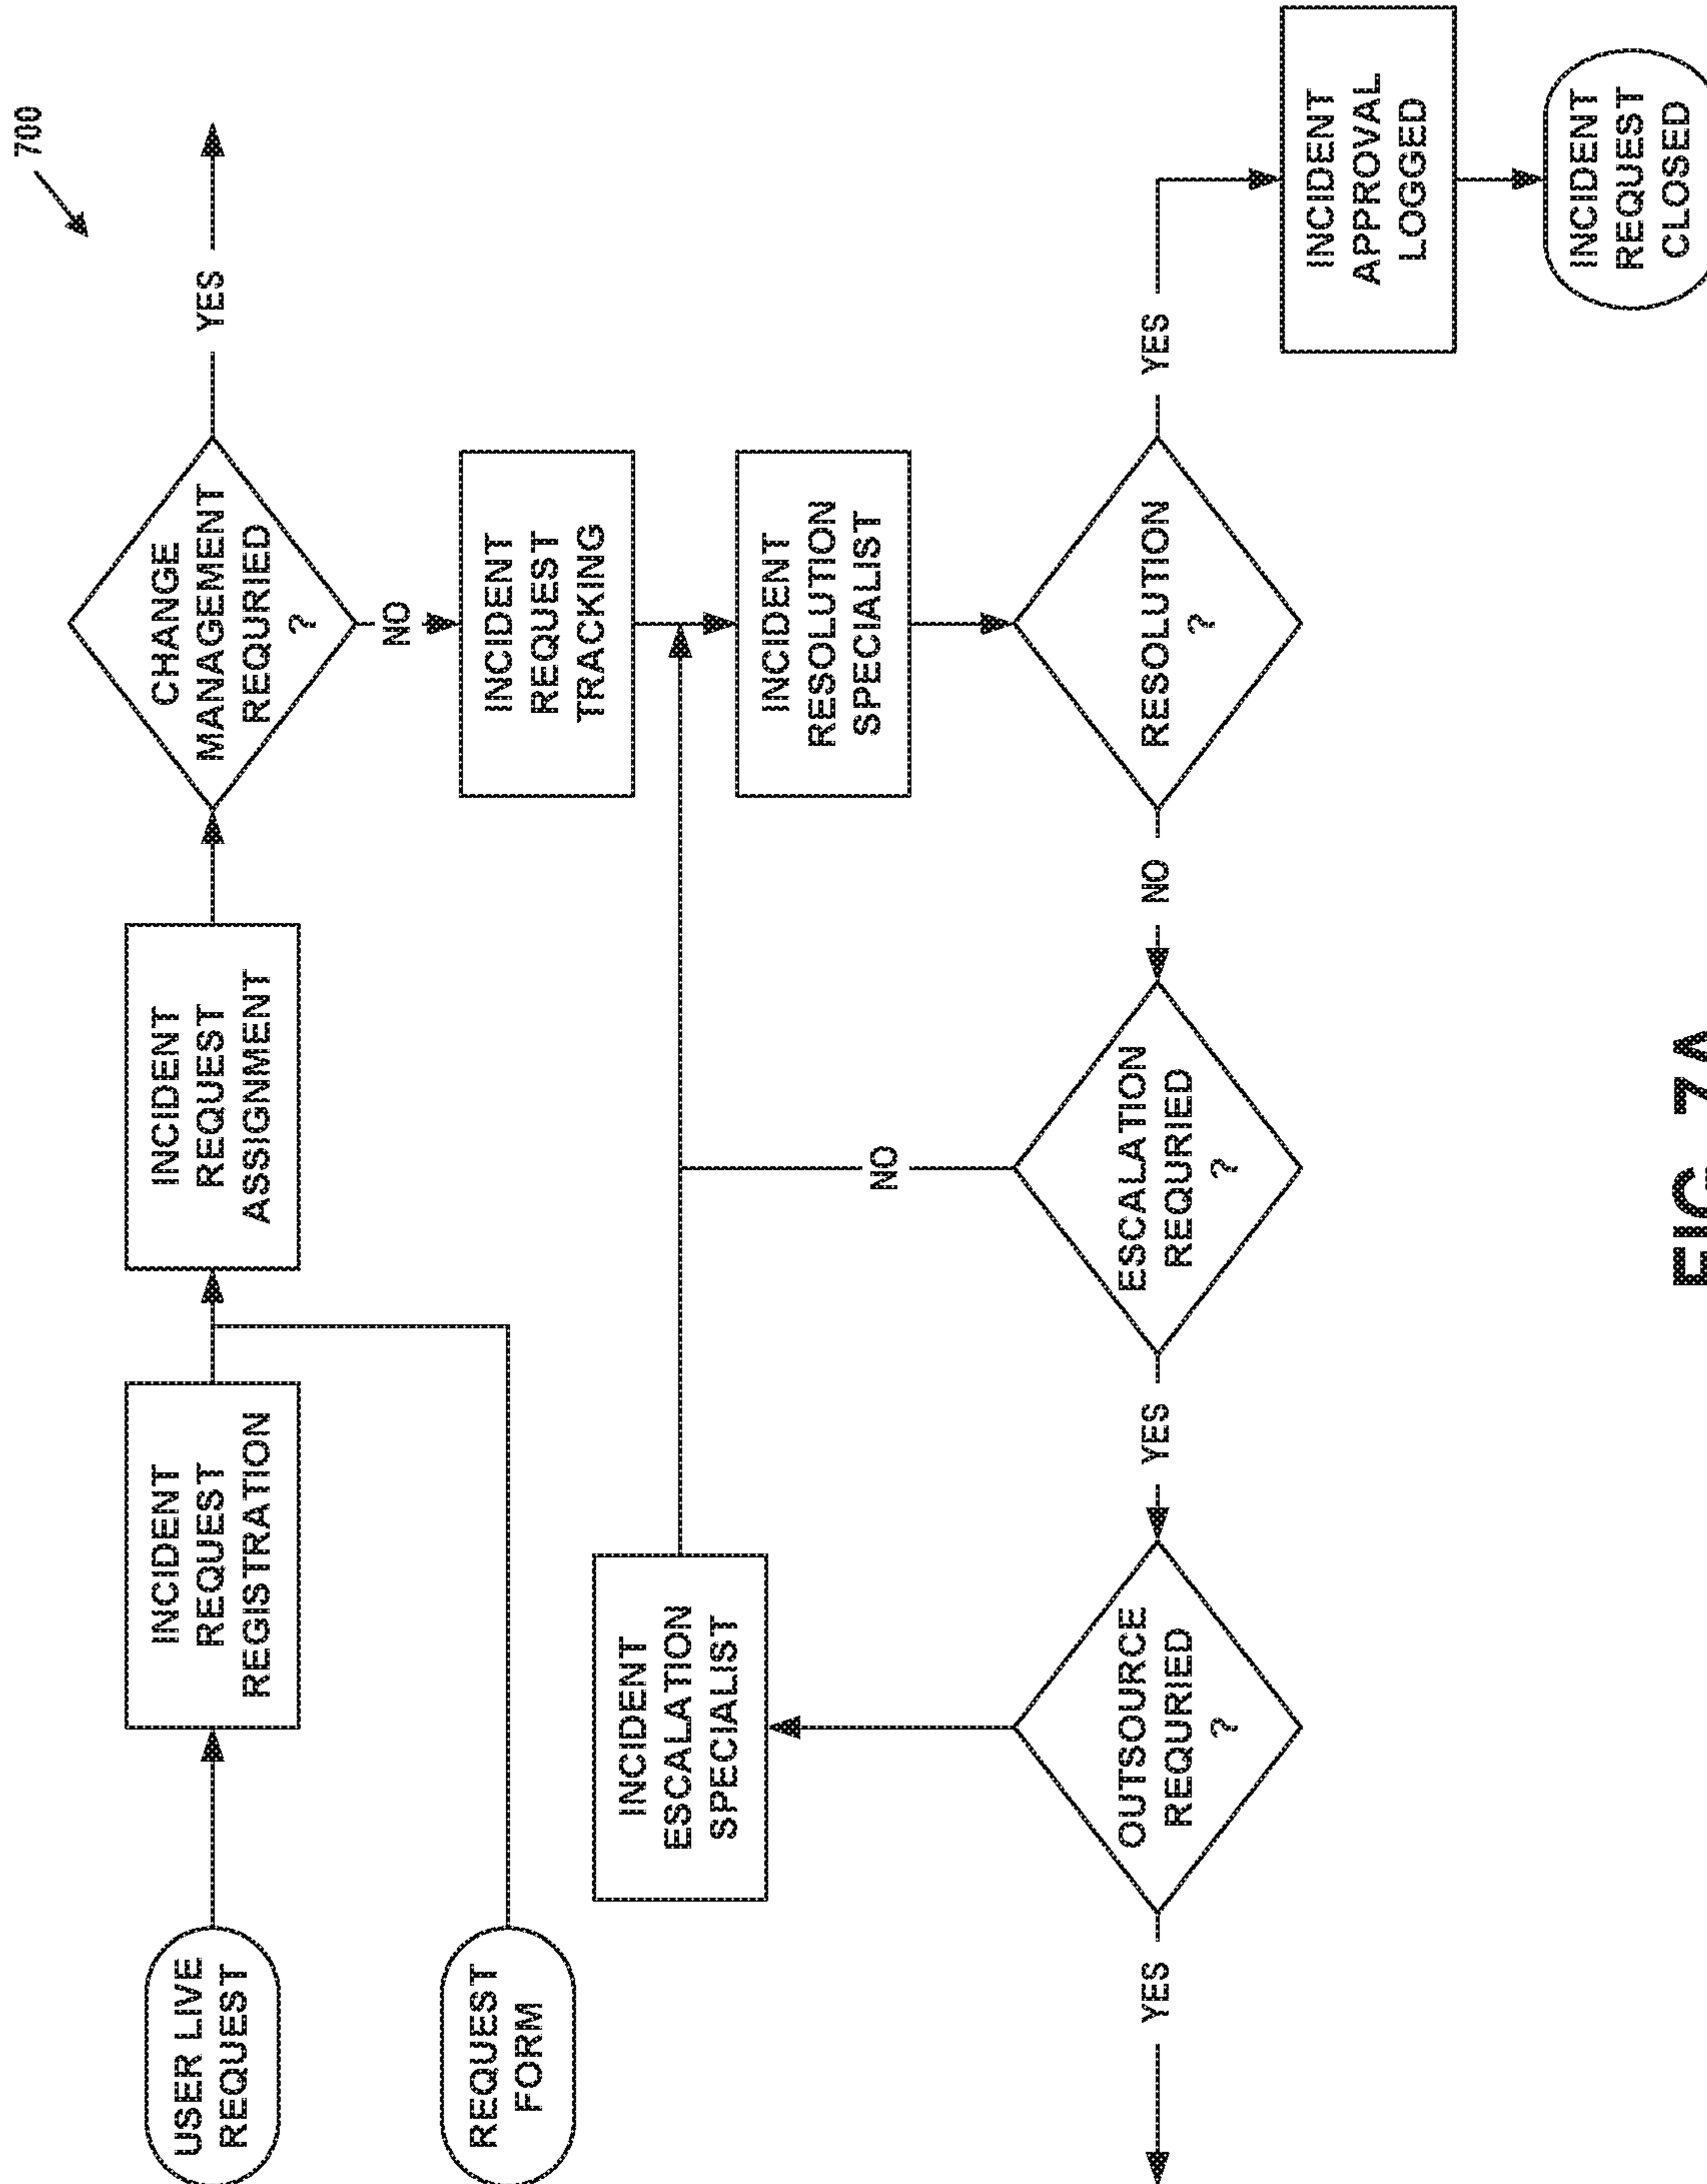 700
USER LIVE
REQUEST
INCIDENT
REQUEST
REGISTRATION
INCIDENT
REQUEST
ASSIGNMENT
CHANGE
MANAGEMENT
REQURIED
?
YES
NO
REQUEST
FORM
INCIDENT
REQUEST
TRACKING
INCIDENT
ESCALATION
SPECIALIST
INCIDENT
RESOLUTION
SPECIALIST
NO
YES
OUTSOURCE
REQURIED
?
YES
ESCALATION
REQURIED
?
NO
RESOLUTION
?
YES
INCIDENT
APPROVAL
LOGGED
INCIDENT
REQUEST
CLOSED
FIG. 7A